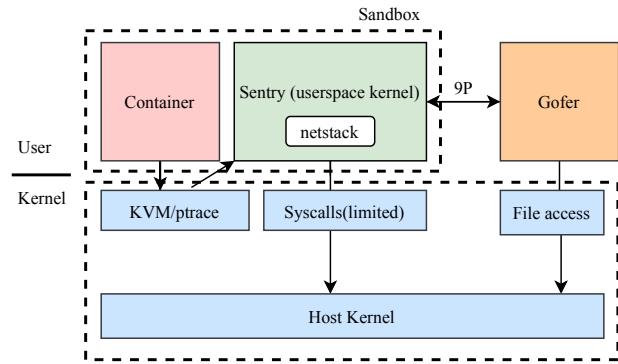 Sandbox
Container
Sentry (userspace kernel)
netstack
9P
Gofer
User
Kernel
KVM/ptrace
Syscalls(limited)
File access
Host Kernel